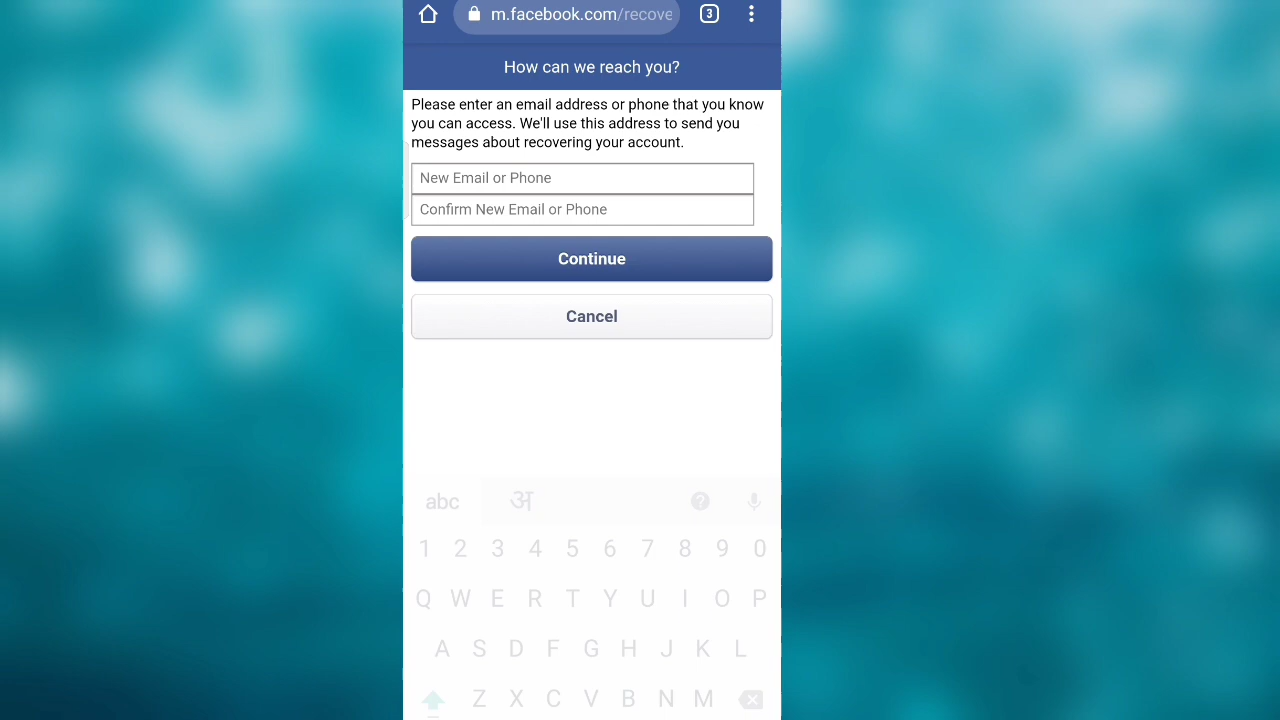 m.facebook.com/recove 3
How can we reach you?
Please enter an email address or phone that you know
you can access. We'll use this address to send you
messages about recovering your account.
New Email or Phone
Confirm New Email or Phone
Continue
Cancel
abc अ ?
1 2 3 4 5 6 7 8 9 0
Q W E R T Y U I O P
A S D F G H J K L
Z X C V B N M